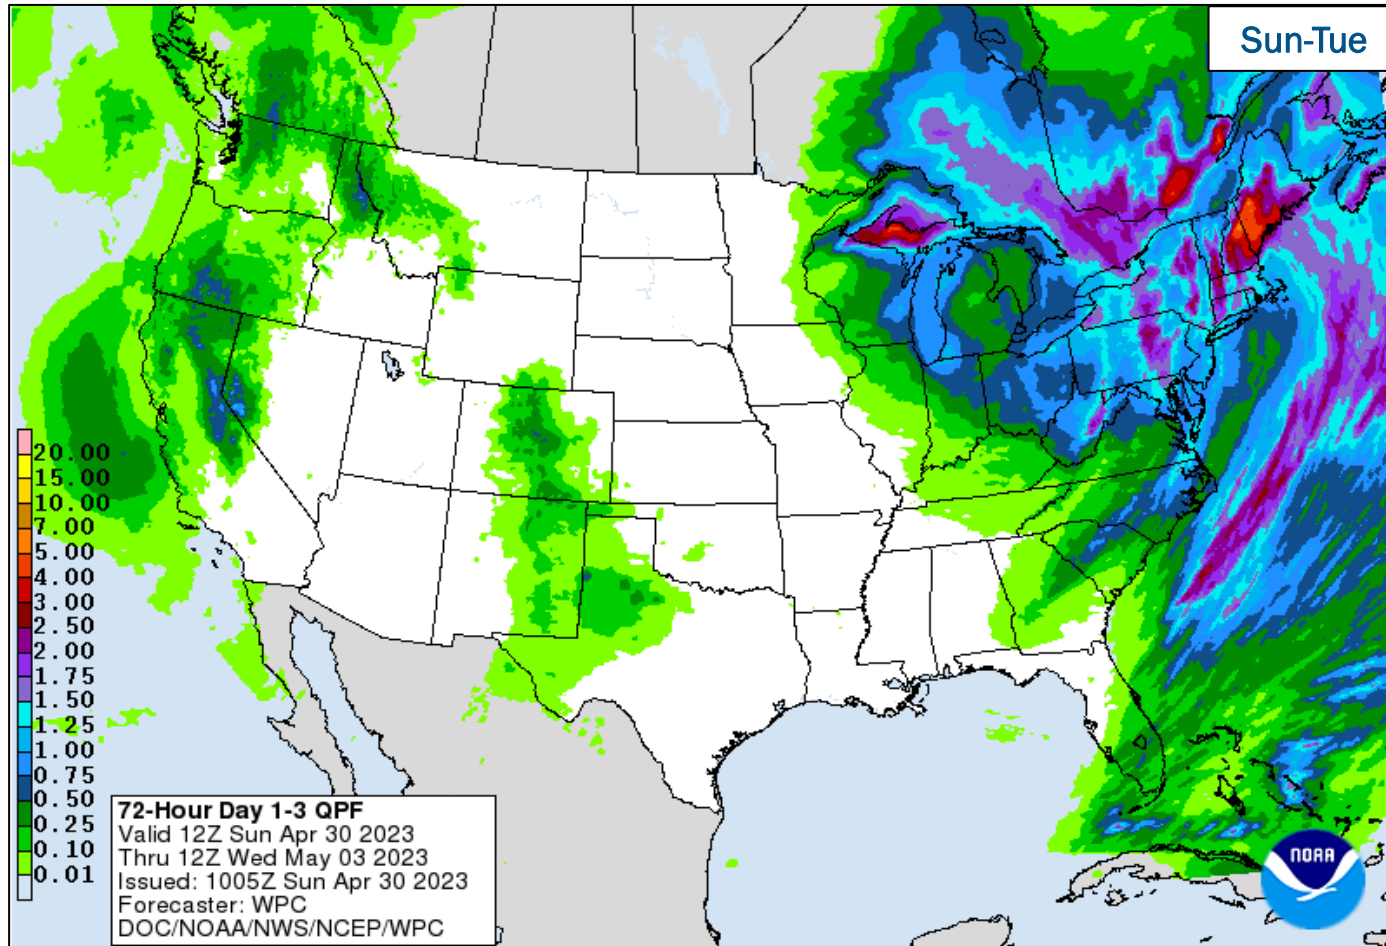 Sun-Tue
20.00
15.00
10.00
7.00
5.00
4.00
3.00
2.50
2.00
1.75
1.50
1.25
1.00
0.75
0.50
0.25
0.10
0.01
72-Hour Day 1-3 QPF
Valid 12Z Sun Apr 30 2023
Thru 12Z Wed May 03 2023
Issued: 1005Z Sun Apr 30 2023
Forecaster: WPC
DOC/NOAA/NWS/NCEP/WPC
NOAA